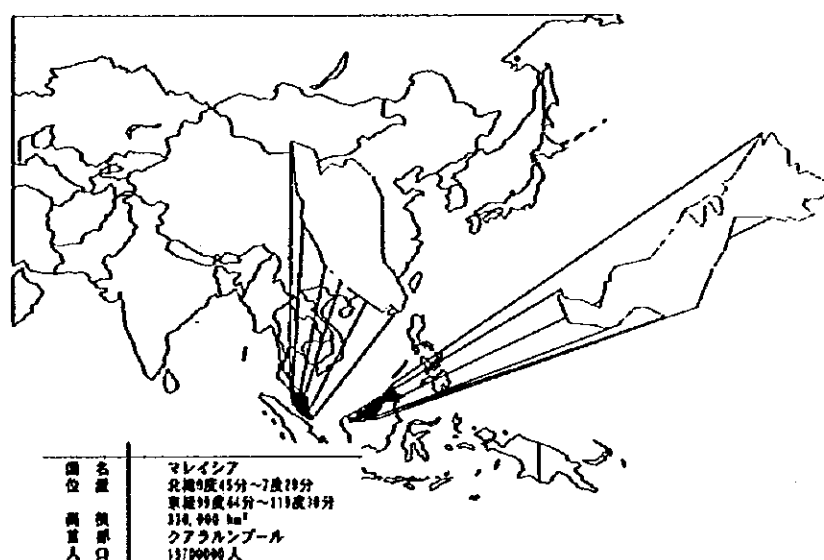 国 名 マレイシア
位 置 北緯0度45分～7度20分
東経99度44分～119度30分
面 積 330,000 km²
首 都 クアラルンプール
人 口 13700000人